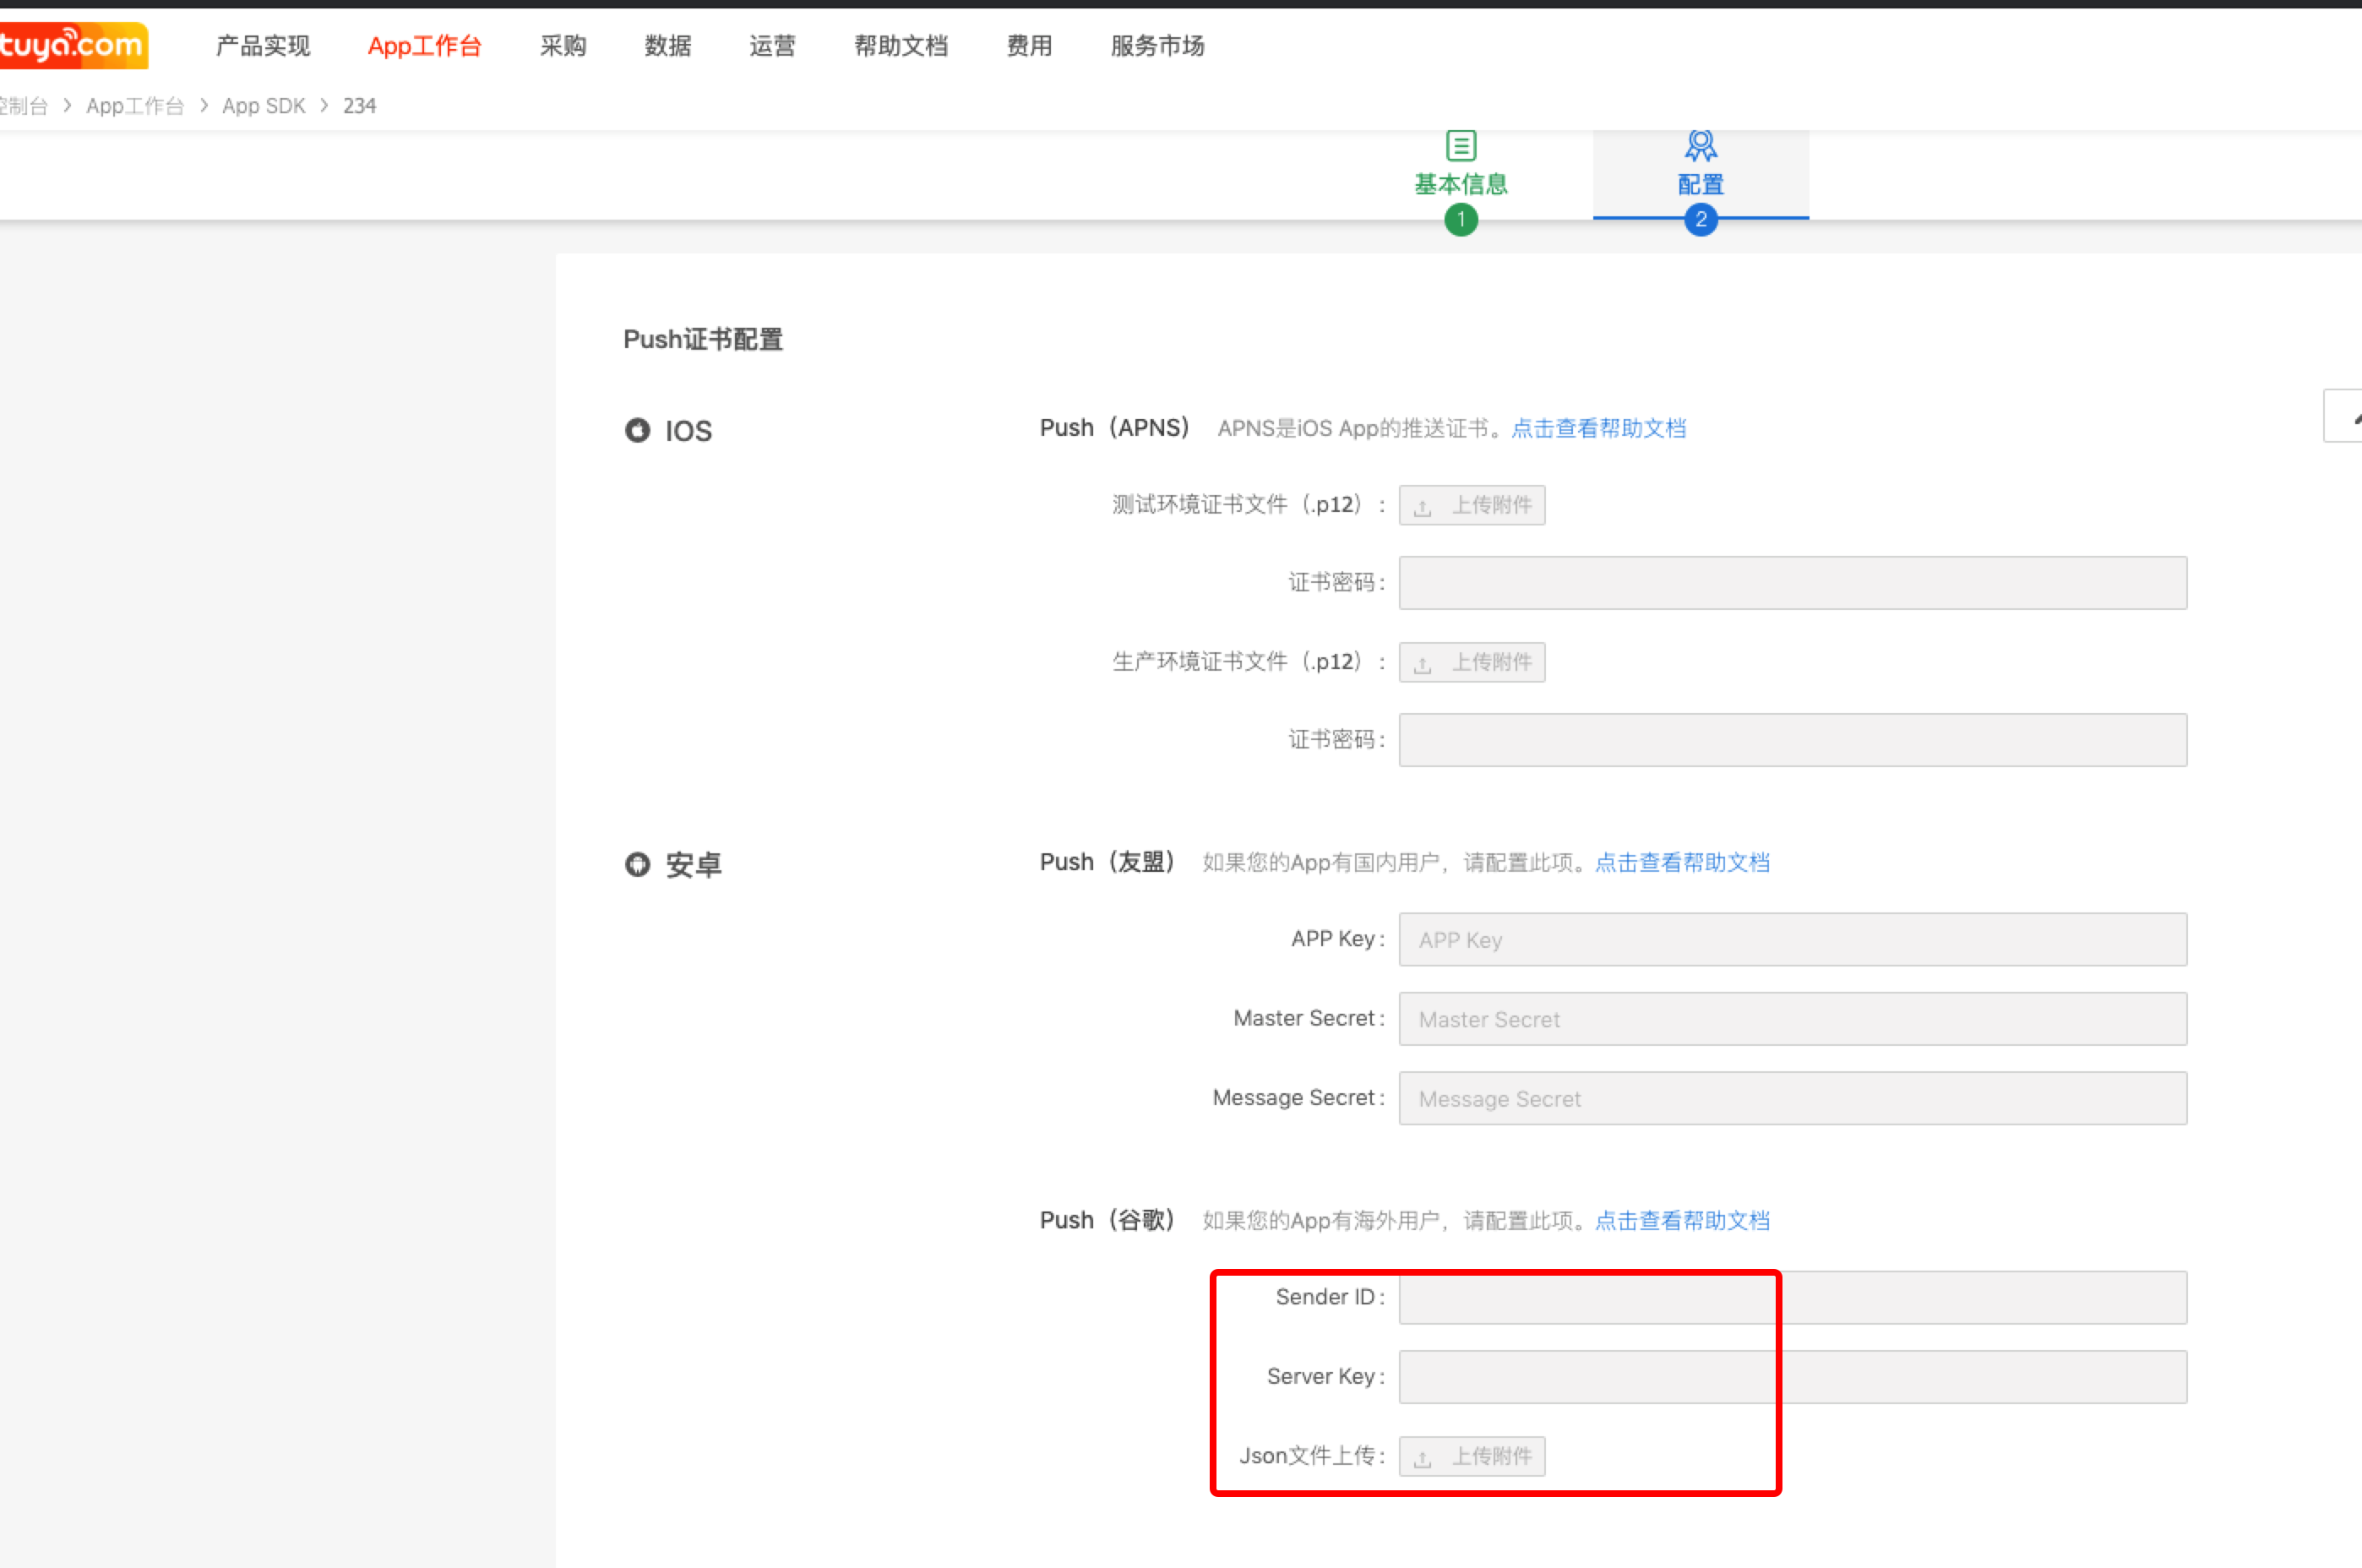 tuya.com
产品实现 App工作台 采购 数据 运营 帮助文档 费用 服务市场
控制台 > App工作台 > App SDK > 234
基本信息 配置
1 2
Push证书配置
IOS
Push（APNS） APNS是iOS App的推送证书。点击查看帮助文档
测试环境证书文件（.p12）: 上传附件
证书密码:
生产环境证书文件（.p12）: 上传附件
证书密码:
安卓
Push（友盟） 如果您的App有国内用户，请配置此项。点击查看帮助文档
APP Key: APP Key
Master Secret: Master Secret
Message Secret: Message Secret
Push（谷歌） 如果您的App有海外用户，请配置此项。点击查看帮助文档
Sender ID:
Server Key:
Json文件上传: 上传附件